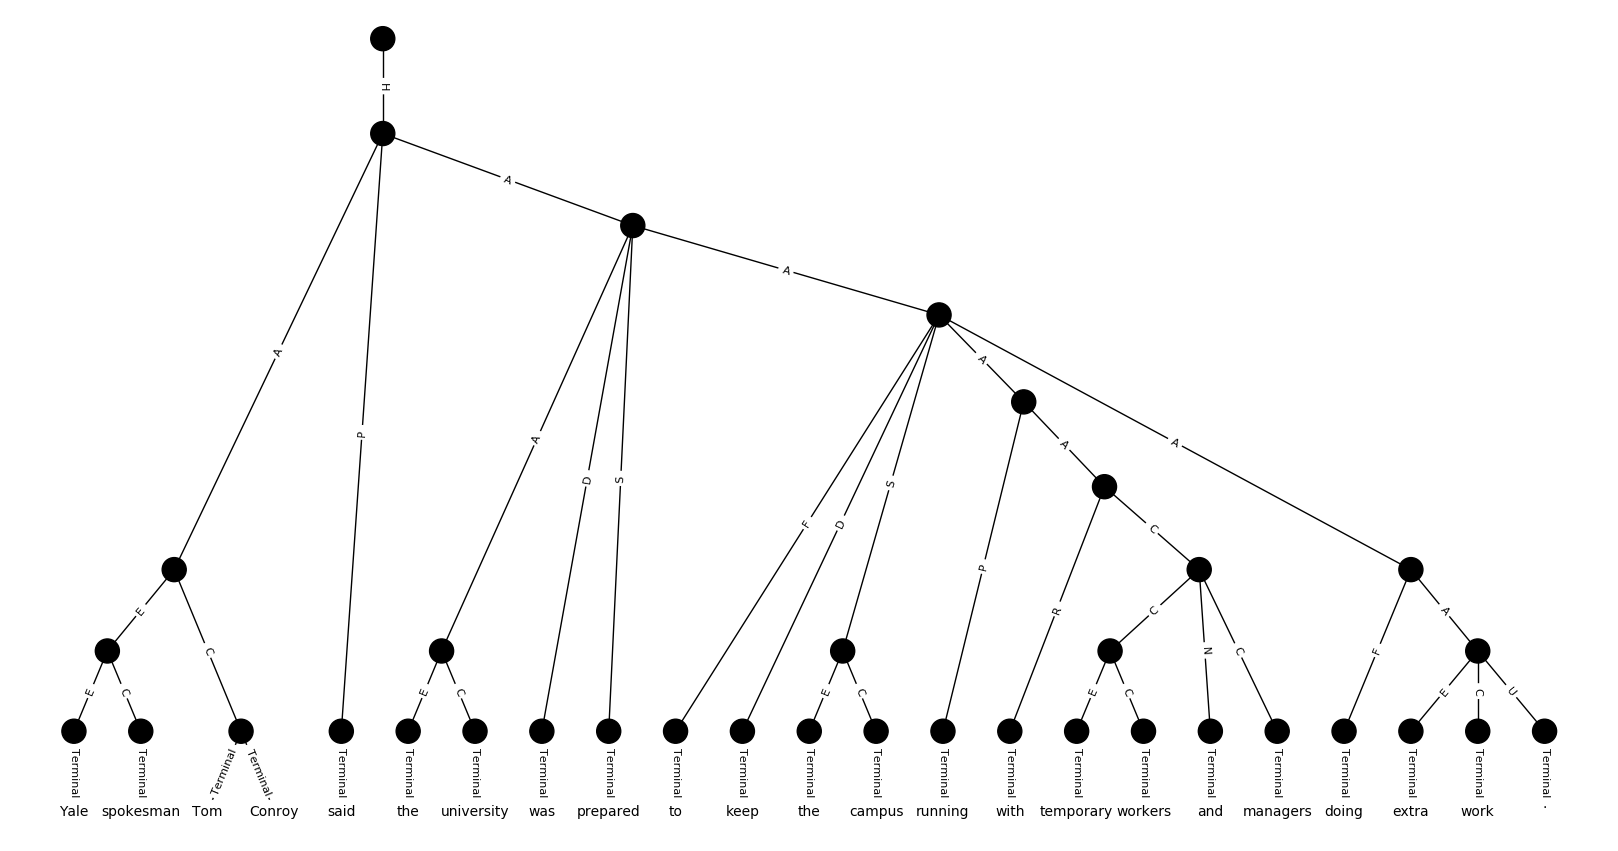 H
A
A
A
P
A
A
D
S
A
A
A
F
D
S
P
R
C
E
C
C
N
C
F
A
E
C
E
C
E
C
E
C
E
C
U
Terminal Terminal Terminal Terminal Terminal Terminal Terminal Terminal Terminal Terminal Terminal Terminal Terminal Terminal Terminal Terminal Terminal Terminal Terminal Terminal Terminal Terminal Terminal
Yale spokesman Tom Conroy said the university was prepared to keep the campus running with temporary workers and managers doing extra work .